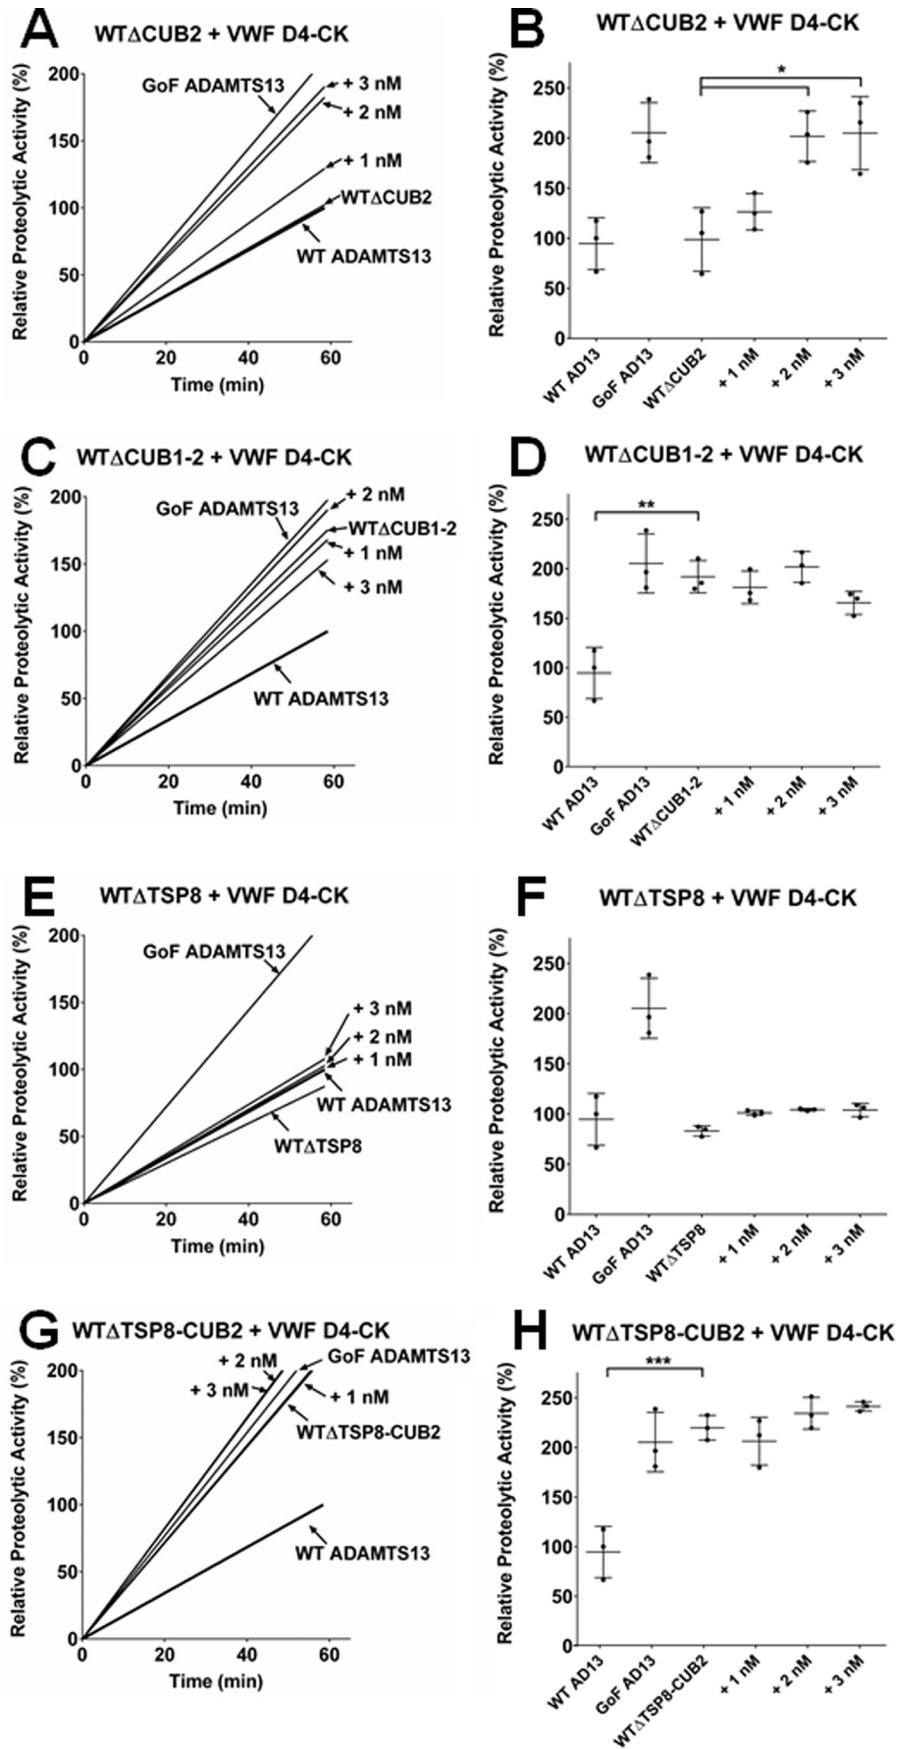 A
WTΔCUB2 + VWF D4-CK
Relative Proteolytic Activity (%)
200
150
100
50
0
GoF ADAMTS13
+ 3 nM
+ 2 nM
+ 1 nM
WTΔCUB2
WT ADAMTS13
0 20 40 60
Time (min)
B
WTΔCUB2 + VWF D4-CK
Relative Proteolytic Activity (%)
250
200
150
100
50
0
*
WT AD13
GoF AD13
WTΔCUB2
+ 1 nM
+ 2 nM
+ 3 nM
C
WTΔCUB1-2 + VWF D4-CK
Relative Proteolytic Activity (%)
200
150
100
50
0
GoF ADAMTS13
+ 2 nM
WTΔCUB1-2
+ 1 nM
+ 3 nM
WT ADAMTS13
0 20 40 60
Time (min)
D
WTΔCUB1-2 + VWF D4-CK
Relative Proteolytic Activity (%)
250
200
150
100
50
0
**
WT AD13
GoF AD13
WTΔCUB1-2
+ 1 nM
+ 2 nM
+ 3 nM
E
WTΔTSP8 + VWF D4-CK
Relative Proteolytic Activity (%)
200
150
100
50
0
GoF ADAMTS13
+ 3 nM
+ 2 nM
+ 1 nM
WT ADAMTS13
WTΔTSP8
0 20 40 60
Time (min)
F
WTΔTSP8 + VWF D4-CK
Relative Proteolytic Activity (%)
250
200
150
100
50
0
WT AD13
GoF AD13
WTΔTSP8
+ 1 nM
+ 2 nM
+ 3 nM
G
WTΔTSP8-CUB2 + VWF D4-CK
Relative Proteolytic Activity (%)
200
150
100
50
0
+ 2 nM
GoF ADAMTS13
+ 3 nM
+ 1 nM
WTΔTSP8-CUB2
WT ADAMTS13
0 20 40 60
Time (min)
H
WTΔTSP8-CUB2 + VWF D4-CK
Relative Proteolytic Activity (%)
250
200
150
100
50
0
***
WT AD13
GoF AD13
WTΔTSP8-CUB2
+ 1 nM
+ 2 nM
+ 3 nM